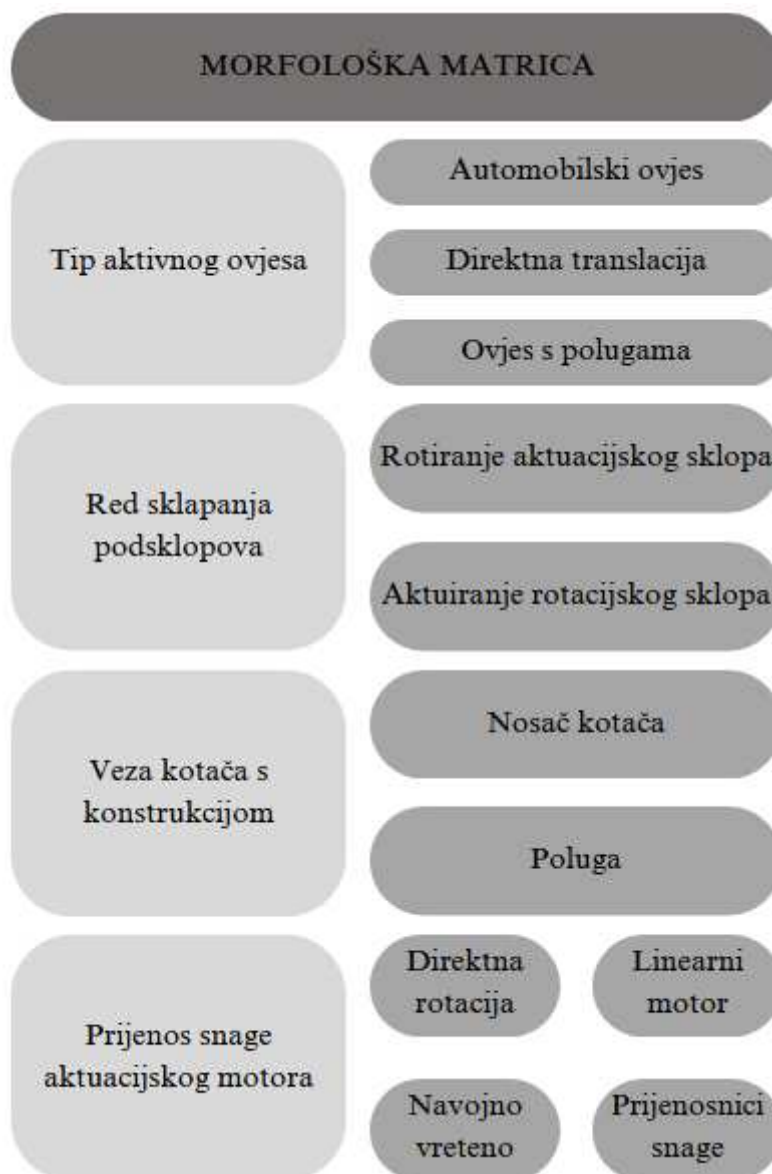 MORFOLOŠKA MATRICA
Tip aktivnog ovjesa
Automobilski ovjes
Direktna translacija
Ovjes s polugama
Red sklapanja
podsklopova
Rotiranje aktuacijskog sklopa
Aktuiranje rotacijskog sklopa
Veza kotača s
konstrukcijom
Nosač kotača
Poluga
Prijenos snage
aktuacijskog motora
Direktna
rotacija
Linearni
motor
Navojno
vreteno
Prijenosnici
snage